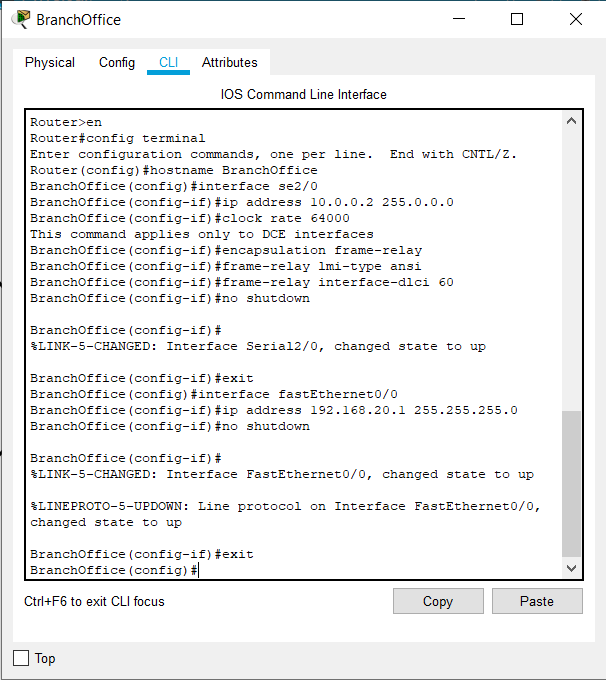 BranchOffice
Physical Config CLI Attributes
IOS Command Line Interface
Router>en
Router#config terminal
Enter configuration commands, one per line.  End with CNTL/Z.
Router(config)#hostname BranchOffice
BranchOffice(config)#interface se2/0
BranchOffice(config-if)#ip address 10.0.0.2 255.0.0.0
BranchOffice(config-if)#clock rate 64000
This command applies only to DCE interfaces
BranchOffice(config-if)#encapsulation frame-relay
BranchOffice(config-if)#frame-relay lmi-type ansi
BranchOffice(config-if)#frame-relay interface-dlci 60
BranchOffice(config-if)#no shutdown
BranchOffice(config-if)#
%LINK-5-CHANGED: Interface Serial2/0, changed state to up
BranchOffice(config-if)#exit
BranchOffice(config)#interface fastEthernet0/0
BranchOffice(config-if)#ip address 192.168.20.1 255.255.255.0
BranchOffice(config-if)#no shutdown
BranchOffice(config-if)#
%LINK-5-CHANGED: Interface FastEthernet0/0, changed state to up
%LINEPROTO-5-UPDOWN: Line protocol on Interface FastEthernet0/0,
changed state to up
BranchOffice(config-if)#exit
BranchOffice(config)#
Ctrl+F6 to exit CLI focus
Copy Paste
Top